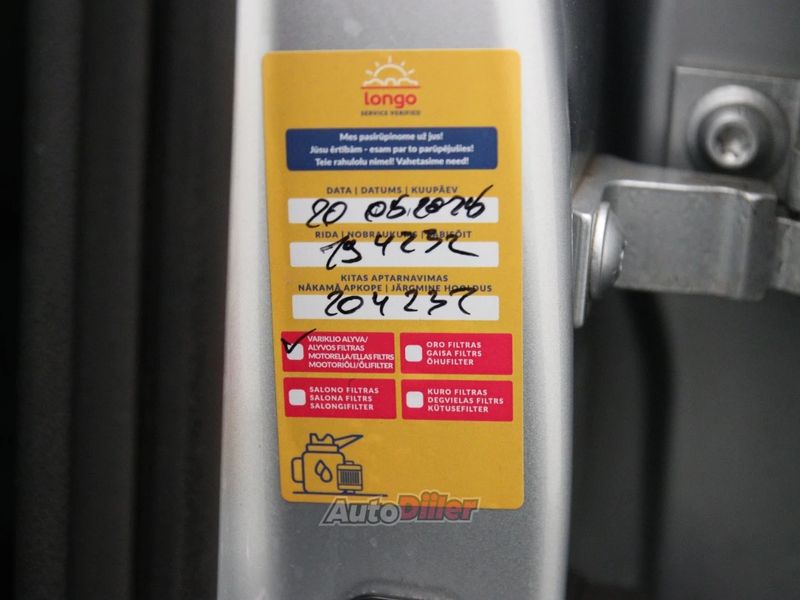 longo
SERVICE VERIFIED
Mes pasirūpinome už jus!
Jūsu ērtībām - esam par to parūpējušies!
Teie rahulolu nimel! Vahetasime need!
DATA | DATUMS | KUUPÄEV
20 06.2026
RIDA | NOBRAUKUMS | LÄBISÕIT
194232
KITAS APTARNAVIMAS
NĀKAMĀ APKOPE | JÄRGMINE HOOLDUS
204232
VARIKLIO ALYVA/
ALYVOS FILTRAS
MOTOREĻĻA/EĻĻAS FILTRS
MOOTORIÕLI/ÕLIFILTER
ORO FILTRAS
GAISA FILTRS
ÕHUFILTER
SALONO FILTRAS
SALONA FILTRS
SALONGIFILTER
KURO FILTRAS
DEGVIELAS FILTRS
KÜTUSEFILTER
AutoDiiler